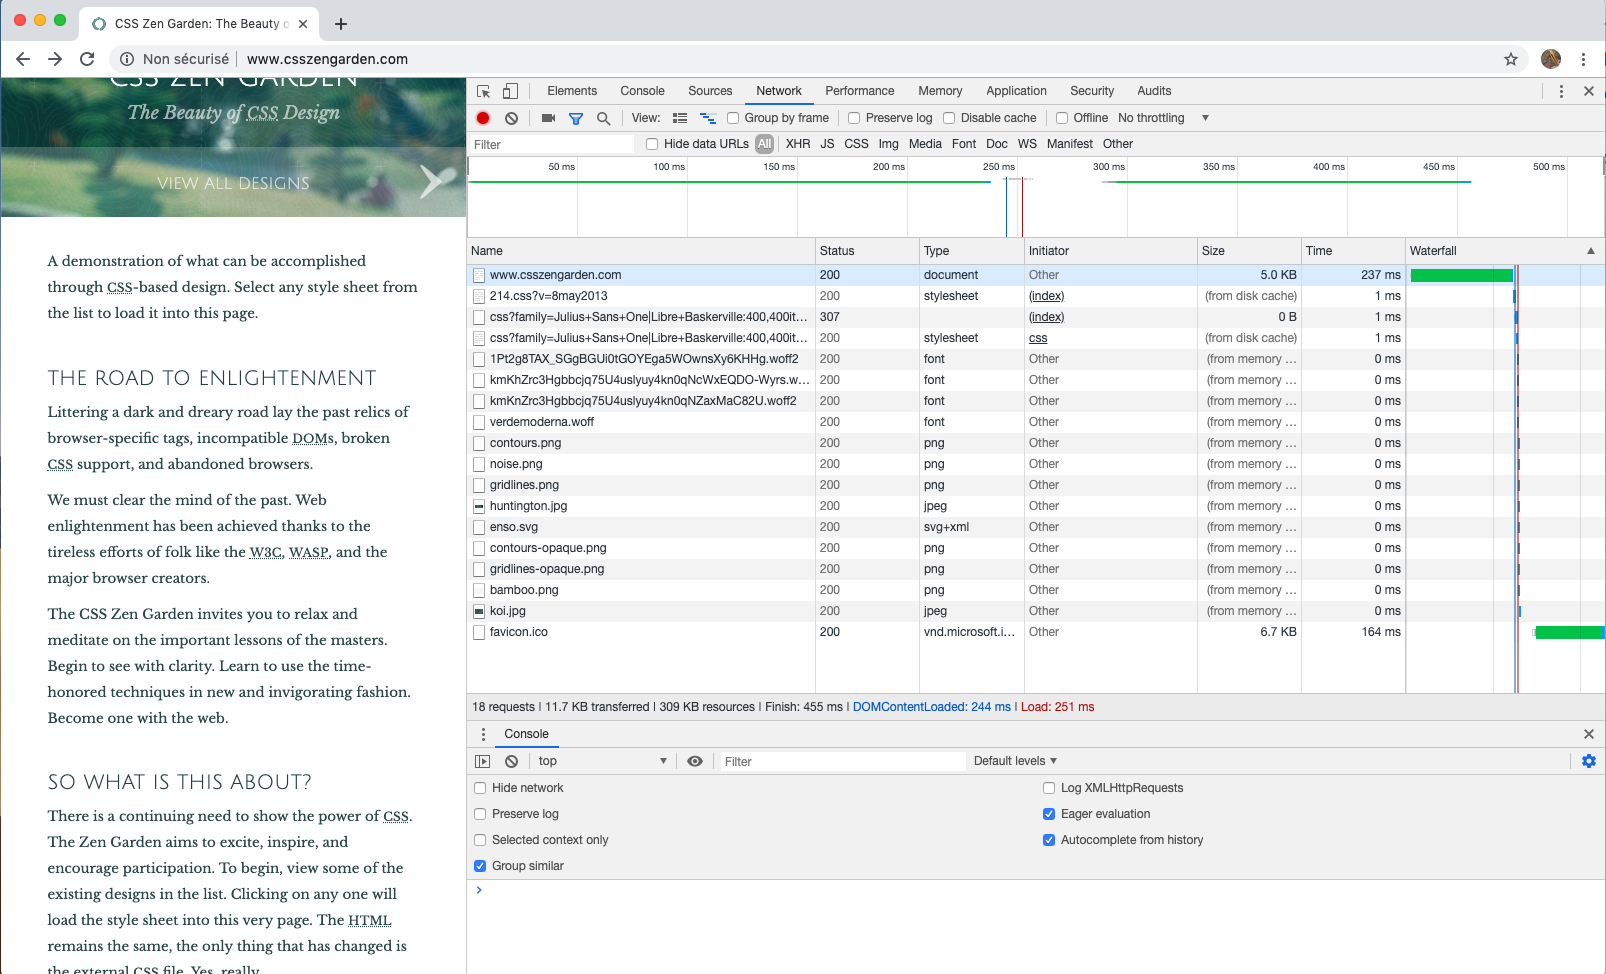 CSS Zen Garden: The Beauty o
Non sécurisé
www.csszengarden.com
CSS ZEN GARDEN
The Beauty of CSS Design
VIEW ALL DESIGNS
A demonstration of what can be accomplished
through CSS-based design. Select any style sheet from
the list to load it into this page.
THE ROAD TO ENLIGHTENMENT
Littering a dark and dreary road lay the past relics of
browser-specific tags, incompatible DOMs, broken
CSS support, and abandoned browsers.
We must clear the mind of the past. Web
enlightenment has been achieved thanks to the
tireless efforts of folk like the W3C, WASP, and the
major browser creators.
The CSS Zen Garden invites you to relax and
meditate on the important lessons of the masters.
Begin to see with clarity. Learn to use the time-
honored techniques in new and invigorating fashion.
Become one with the web.
SO WHAT IS THIS ABOUT?
There is a continuing need to show the power of CSS.
The Zen Garden aims to excite, inspire, and
encourage participation. To begin, view some of the
existing designs in the list. Clicking on any one will
load the style sheet into this very page. The HTML
remains the same, the only thing that has changed is
the external CSS file. Yes, really.
Elements Console Sources Network Performance Memory Application Security Audits
View: Group by frame Preserve log Disable cache Offline No throttling
Filter Hide data URLs All XHR JS CSS Img Media Font Doc WS Manifest Other
50 ms 100 ms 150 ms 200 ms 250 ms 300 ms 350 ms 400 ms 450 ms 500 ms
Name Status Type Initiator Size Time Waterfall
www.csszengarden.com 200 document Other 5.0 KB 237 ms
214.css?v=8may2013 200 stylesheet (index) (from disk cache) 1 ms
css?family=Julius+Sans+One|Libre+Baskerville:400,400it... 307 (index) 0 B 1 ms
css?family=Julius+Sans+One|Libre+Baskerville:400,400it... 200 stylesheet css (from disk cache) 1 ms
1Pt2g8TAX_SGgBGUi0tGOYEga5WOwnsXy6KHHg.woff2 200 font Other (from memory ... 0 ms
kmKhZrc3Hgbbcjq75U4uslyuy4kn0qNcWxEQDO-Wyrs.w... 200 font Other (from memory ... 0 ms
kmKnZrc3Hgbbcjq75U4uslyuy4kn0qNZaxMaC82U.woff2 200 font Other (from memory ... 0 ms
verdemoderna.woff 200 font Other (from memory ... 0 ms
contours.png 200 png Other (from memory ... 0 ms
noise.png 200 png Other (from memory ... 0 ms
gridlines.png 200 png Other (from memory ... 0 ms
huntington.jpg 200 jpeg Other (from memory ... 0 ms
enso.svg 200 svg+xml Other (from memory ... 0 ms
contours-opaque.png 200 png Other (from memory ... 0 ms
gridlines-opaque.png 200 png Other (from memory ... 0 ms
bamboo.png 200 png Other (from memory ... 0 ms
koi.jpg 200 jpeg Other (from memory ... 0 ms
favicon.ico 200 vnd.microsoft.i... Other 6.7 KB 164 ms
18 requests | 11.7 KB transferred | 309 KB resources | Finish: 455 ms | DOMContentLoaded: 244 ms | Load: 251 ms
Console
top Filter Default levels
Hide network Log XMLHttpRequests
Preserve log Eager evaluation
Selected context only Autocomplete from history
Group similar